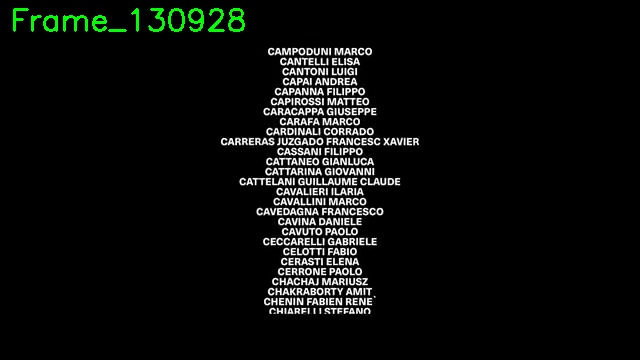 Frame_130928
CAMPODUNI MARCO
CANTELLI ELISA
CANTONI LUIGI
CAPAI ANDREA
CAPANNA FILIPPO
CAPIROSSI MATTEO
CARACAPPA GIUSEPPE
CARAFA MARCO
CARDINALI CORRADO
CARRERAS JUZGADO FRANCESC XAVIER
CASSANI FILIPPO
CATTANEO GIANLUCA
CATTARINA GIOVANNI
CATTELANI GUILLAUME CLAUDE
CAVALIERI ILARIA
CAVALLINI MARCO
CAVEDAGNA FRANCESCO
CAVINA DANIELE
CAVUTO PAOLO
CECCARELLI GABRIELE
CELOTTI FABIO
CERASTI ELENA
CERRONE PAOLO
CHACHAJ MARIUSZ
CHAKRABORTY AMIT
CHENIN FABIEN RENE'
CHIARELLI STEFANO